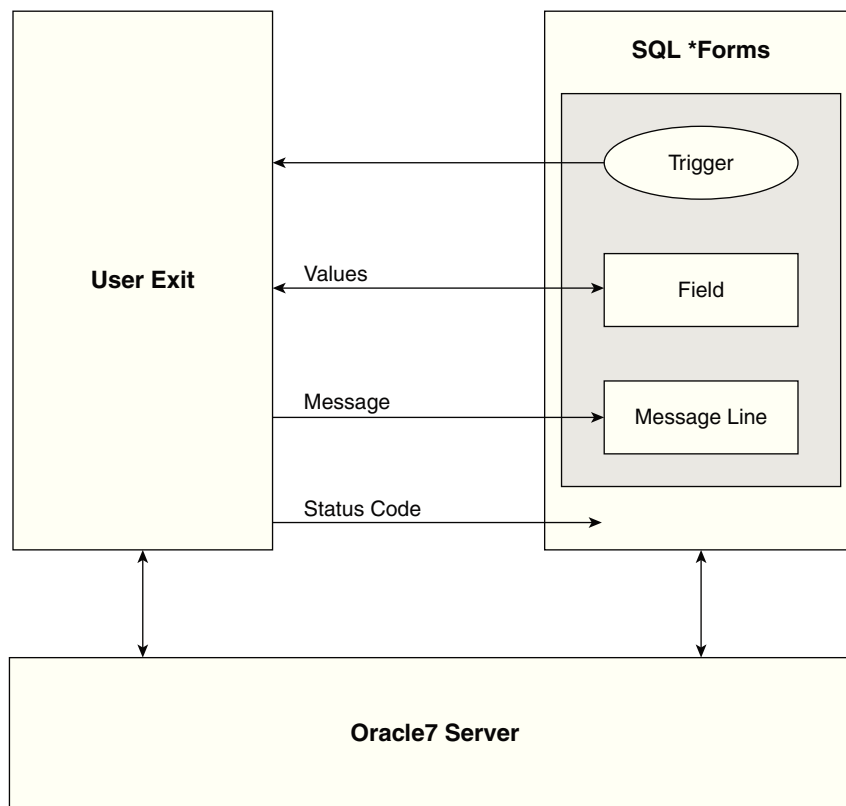 SQL *Forms
Trigger
User Exit
Values
Field
Message
Message Line
Status Code
Oracle7 Server